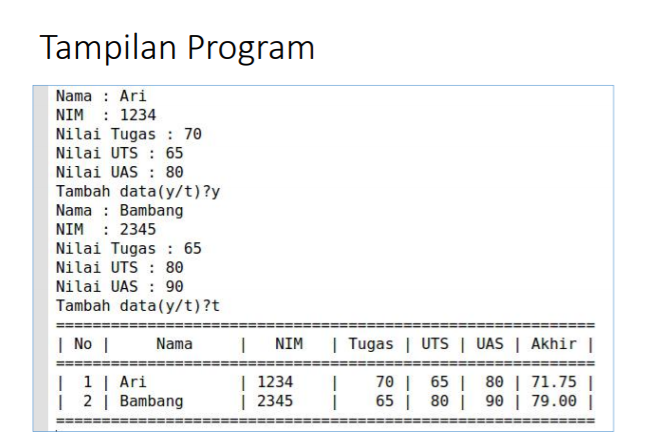 Tampilan Program
Nama : Ari
NIM  : 1234
Nilai Tugas : 70
Nilai UTS : 65
Nilai UAS : 80
Tambah data(y/t)?y
Nama : Bambang
NIM  : 2345
Nilai Tugas : 65
Nilai UTS : 80
Nilai UAS : 90
Tambah data(y/t)?t
===========================================================
| No |     Nama     |   NIM   | Tugas | UTS | UAS | Akhir |
===========================================================
|  1 | Ari          | 1234    |    70 |  65 |  80 | 71.75 |
|  2 | Bambang      | 2345    |    65 |  80 |  90 | 79.00 |
===========================================================